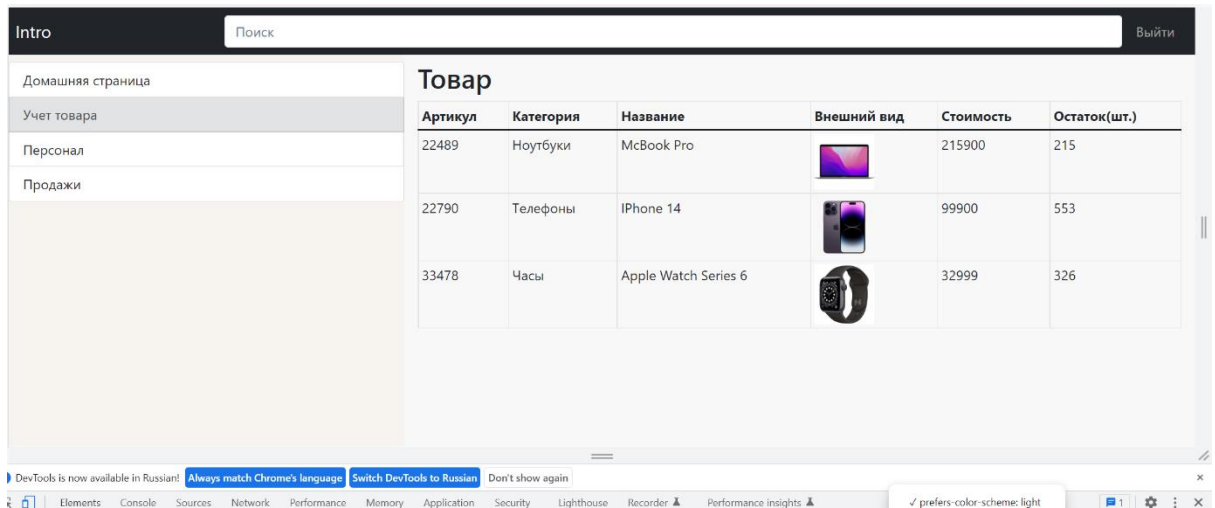 Intro Поиск Выйти
Домашняя страница
Учет товара
Персонал
Продажи
Товар
Артикул Категория Название Внешний вид Стоимость Остаток(шт.)
22489 Ноутбуки McBook Pro 215900 215
22790 Телефоны IPhone 14 99900 553
33478 Часы Apple Watch Series 6 32999 326
DevTools is now available in Russian! Always match Chrome's language Switch DevTools to Russian Don't show again
Elements Console Sources Network Performance Memory Application Security Lighthouse Recorder Performance insights ✓ prefers-color-scheme: light 1